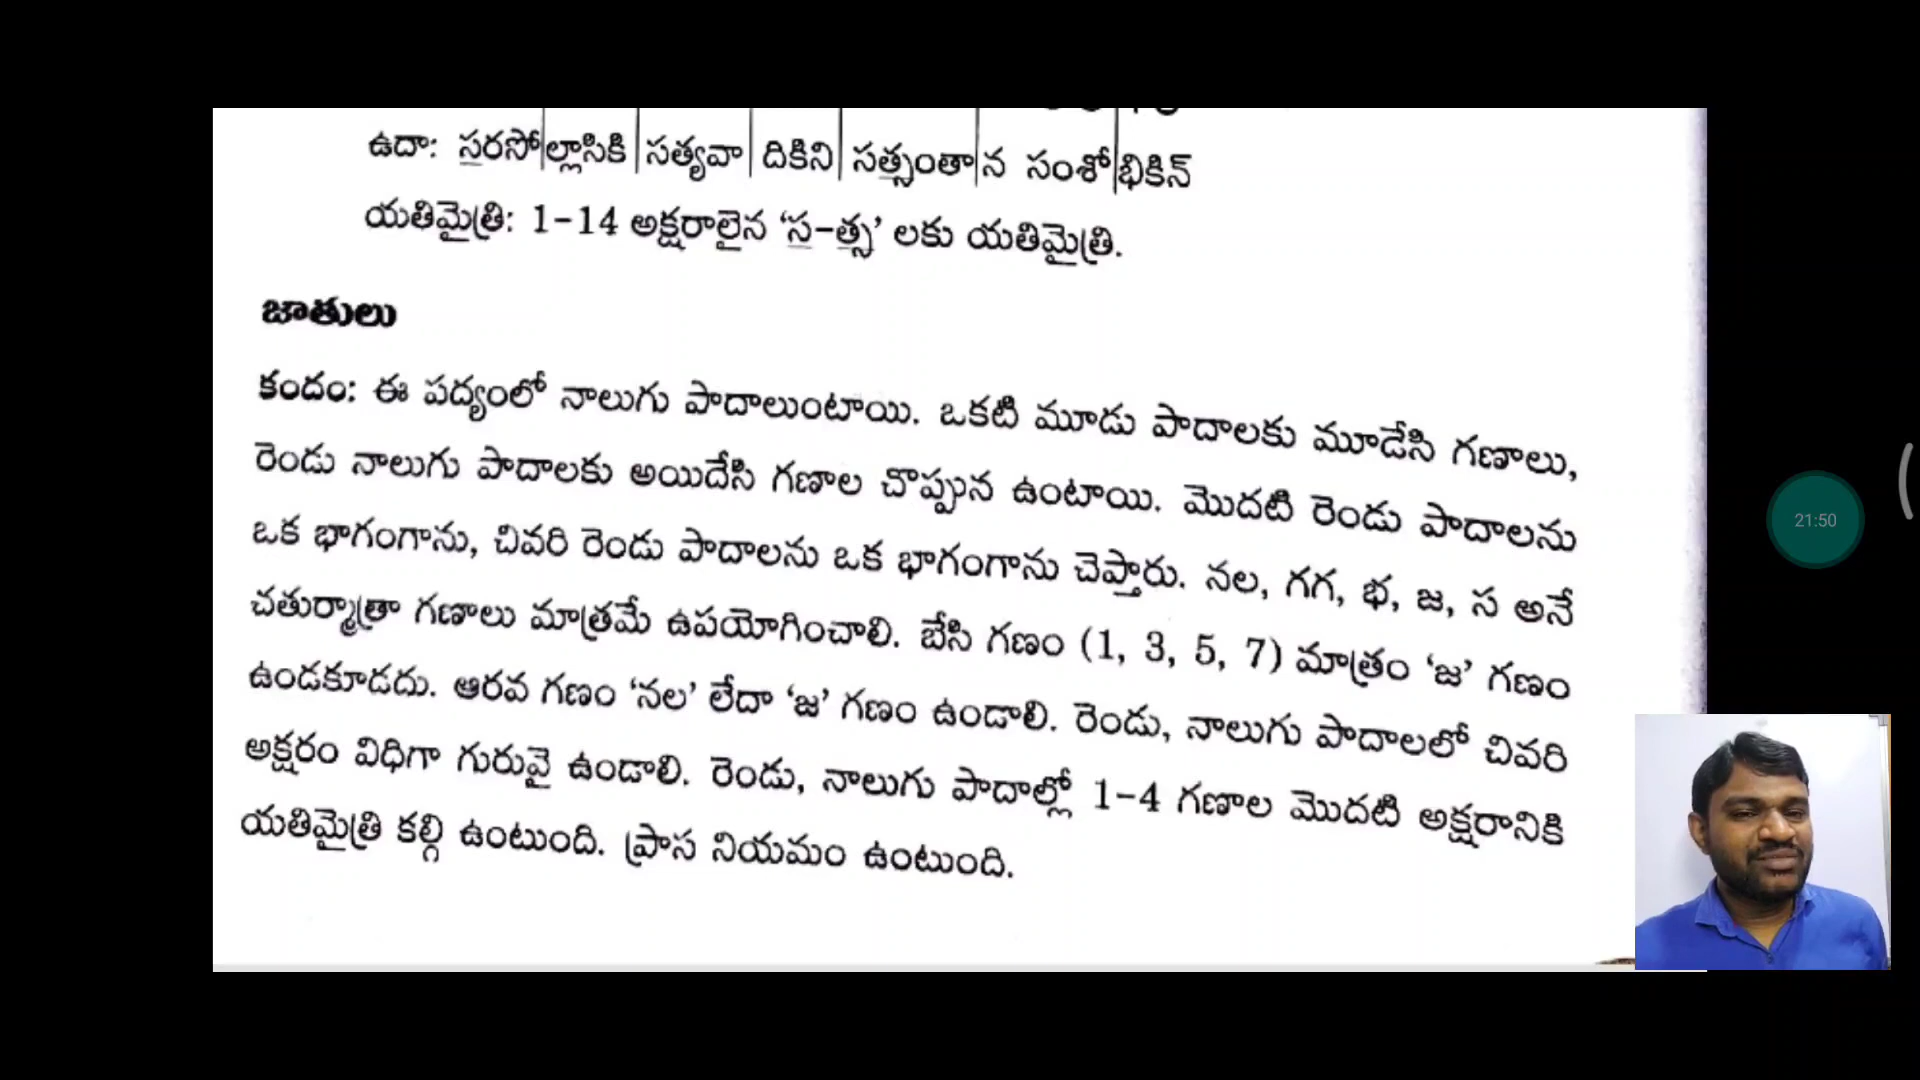 ఉదా: సరసో ల్లాసికి సత్యవా దికిని సత్సంతా న సంశో భికిన్
యతిమైత్రి: 1-14 అక్షరాలైన 'స-త్స' లకు యతిమైత్రి.
జాతులు
కందం: ఈ పద్యంలో నాలుగు పాదాలుంటాయి. ఒకటి మూడు పాదాలకు మూడేసి గణాలు,
రెండు నాలుగు పాదాలకు అయిదేసి గణాల చొప్పున ఉంటాయి. మొదటి రెండు పాదాలను
ఒక భాగంగాను, చివరి రెండు పాదాలను ఒక భాగంగాను చెప్తారు. నల, గగ, భ, జ, స అనే
చతుర్మాత్రా గణాలు మాత్రమే ఉపయోగించాలి. బేసి గణం (1, 3, 5, 7) మాత్రం 'జ' గణం
ఉండకూడదు. ఆరవ గణం 'నల' లేదా 'జ' గణం ఉండాలి. రెండు, నాలుగు పాదాలలో చివరి
అక్షరం విధిగా గురువై ఉండాలి. రెండు, నాలుగు పాదాల్లో 1-4 గణాల మొదటి అక్షరానికి
యతిమైత్రి కల్గి ఉంటుంది. ప్రాస నియమం ఉంటుంది.
21:50